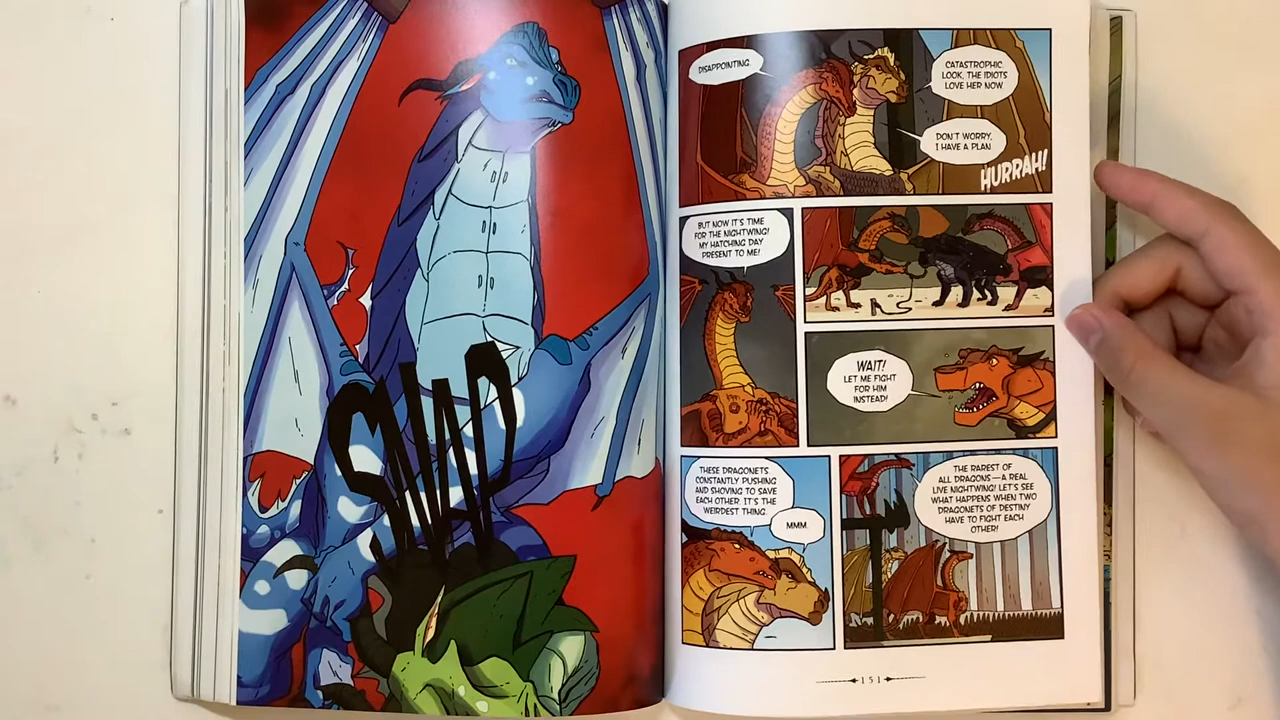 SNAP
DISAPPOINTING.
CATASTROPHIC.
LOOK, THE IDIOTS
LOVE HER NOW.
DON'T WORRY,
I HAVE A PLAN.
HURRAH!
BUT NOW IT'S TIME
FOR THE NIGHTWING!
MY HATCHING DAY
PRESENT TO ME!
WAIT!
LET ME FIGHT
FOR HIM
INSTEAD!
THESE DRAGONETS
CONSTANTLY PUSHING
AND SHOVING TO SAVE
EACH OTHER. IT'S THE
WEIRDEST THING.
MMM.
THE RAREST OF
ALL DRAGONS—A REAL
LIVE NIGHTWING! LET'S SEE
WHAT HAPPENS WHEN TWO
DRAGONETS OF DESTINY
HAVE TO FIGHT EACH
OTHER!
151